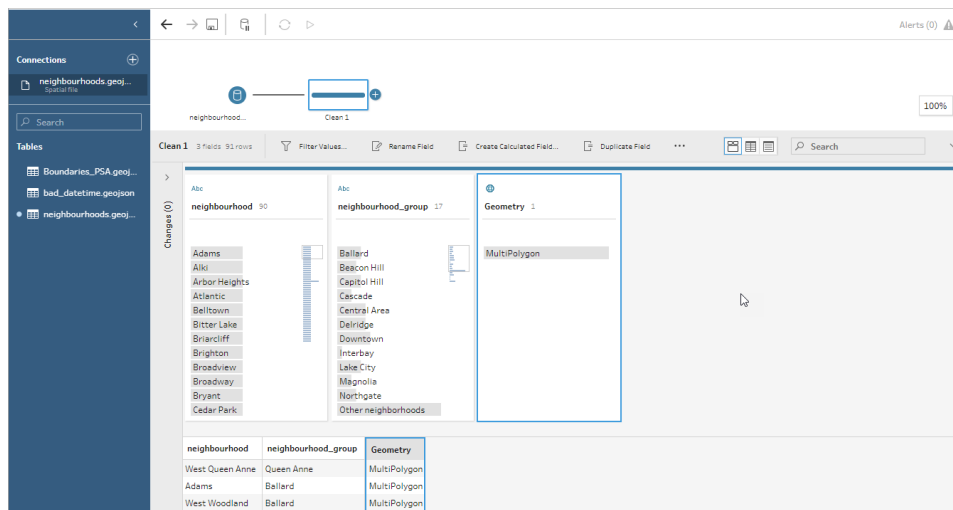 Alerts (0)
Connections
neighbourhoods.geoj...
Spatial file
Search
Tables
Boundaries_PSA.geoj...
bad_datetime.geojson
neighbourhoods.geoj...
neighbourhood...
Clean 1
100%
Clean 1 3 fields 91 rows Filter Values... Rename Field Create Calculated Field... Duplicate Field ... Search
Changes (0)
Abc
neighbourhood 90
Adams
Alki
Arbor Heights
Atlantic
Belltown
Bitter Lake
Briarcliff
Brighton
Broadview
Broadway
Bryant
Cedar Park
Abc
neighbourhood_group 17
Ballard
Beacon Hill
Capitol Hill
Cascade
Central Area
Delridge
Downtown
Interbay
Lake City
Magnolia
Northgate
Other neighborhoods
Geometry 1
MultiPolygon
neighbourhood neighbourhood_group Geometry
West Queen Anne Queen Anne MultiPolygon
Adams Ballard MultiPolygon
West Woodland Ballard MultiPolygon